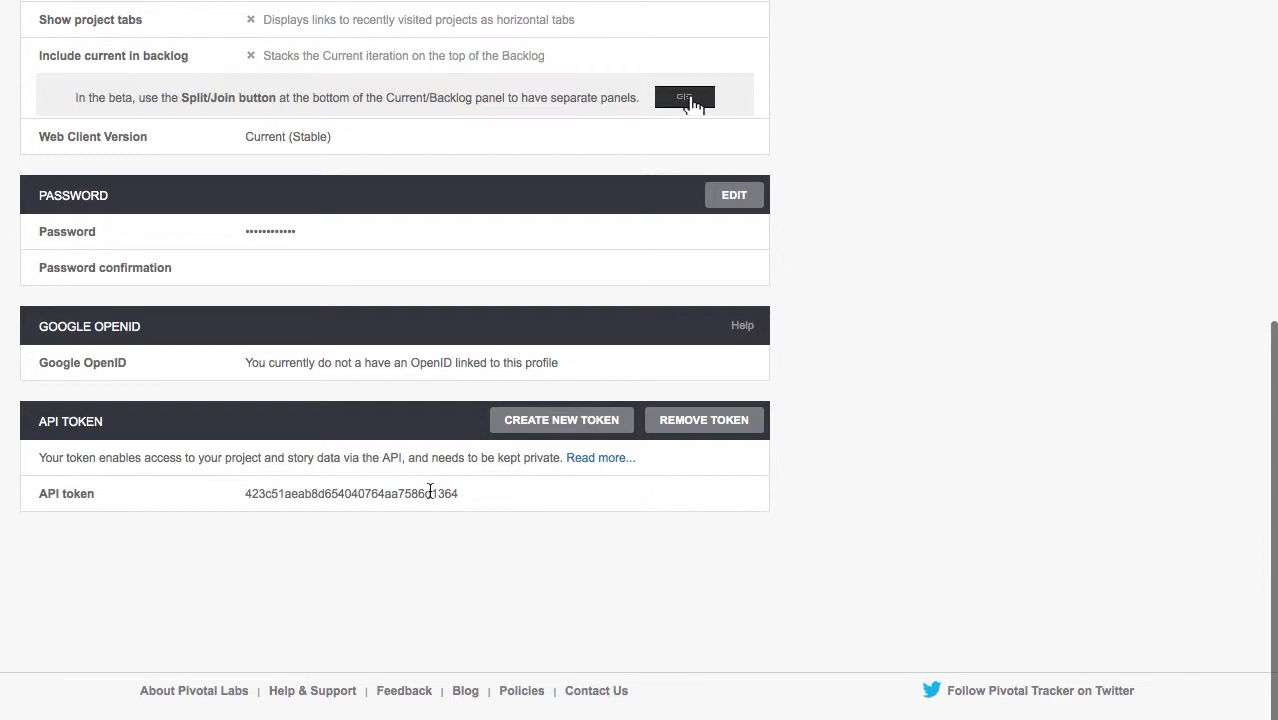 Show project tabs × Displays links to recently visited projects as horizontal tabs
Include current in backlog × Stacks the Current iteration on the top of the Backlog
In the beta, use the Split/Join button at the bottom of the Current/Backlog panel to have separate panels.
Web Client Version Current (Stable)
PASSWORD EDIT
Password ••••••••••••
Password confirmation
GOOGLE OPENID Help
Google OpenID You currently do not a have an OpenID linked to this profile
API TOKEN CREATE NEW TOKEN REMOVE TOKEN
Your token enables access to your project and story data via the API, and needs to be kept private. Read more...
API token
About Pivotal Labs | Help & Support | Feedback | Blog | Policies | Contact Us Follow Pivotal Tracker on Twitter